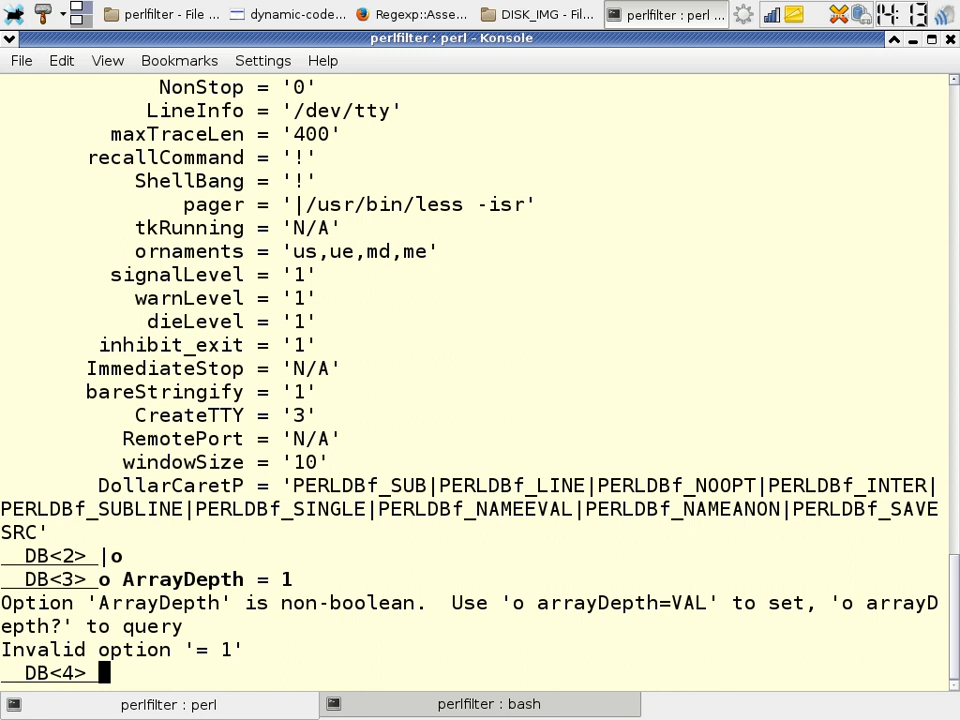 perlfilter - File ...
dynamic-code...
Regexp::Asse...
DISK_IMG - Fil...
perlfilter : perl ...
14:13
perlfilter : perl - Konsole
File Edit View Bookmarks Settings Help
NonStop = '0'
LineInfo = '/dev/tty'
maxTraceLen = '400'
recallCommand = '!'
ShellBang = '!'
pager = '|/usr/bin/less -isr'
tkRunning = 'N/A'
ornaments = 'us,ue,md,me'
signalLevel = '1'
warnLevel = '1'
dieLevel = '1'
inhibit_exit = '1'
ImmediateStop = 'N/A'
bareStringify = '1'
CreateTTY = '3'
RemotePort = 'N/A'
windowSize = '10'
DollarCaretP = 'PERLDBf_SUB|PERLDBf_LINE|PERLDBf_NOOPT|PERLDBf_INTER|
PERLDBf_SUBLINE|PERLDBf_SINGLE|PERLDBf_NAMEEVAL|PERLDBf_NAMEANON|PERLDBf_SAVE
SRC'
DB<2> |o
DB<3> o ArrayDepth = 1
Option 'ArrayDepth' is non-boolean.  Use 'o arrayDepth=VAL' to set, 'o arrayD
epth?' to query
Invalid option '= 1'
DB<4>
perlfilter : perl
perlfilter : bash